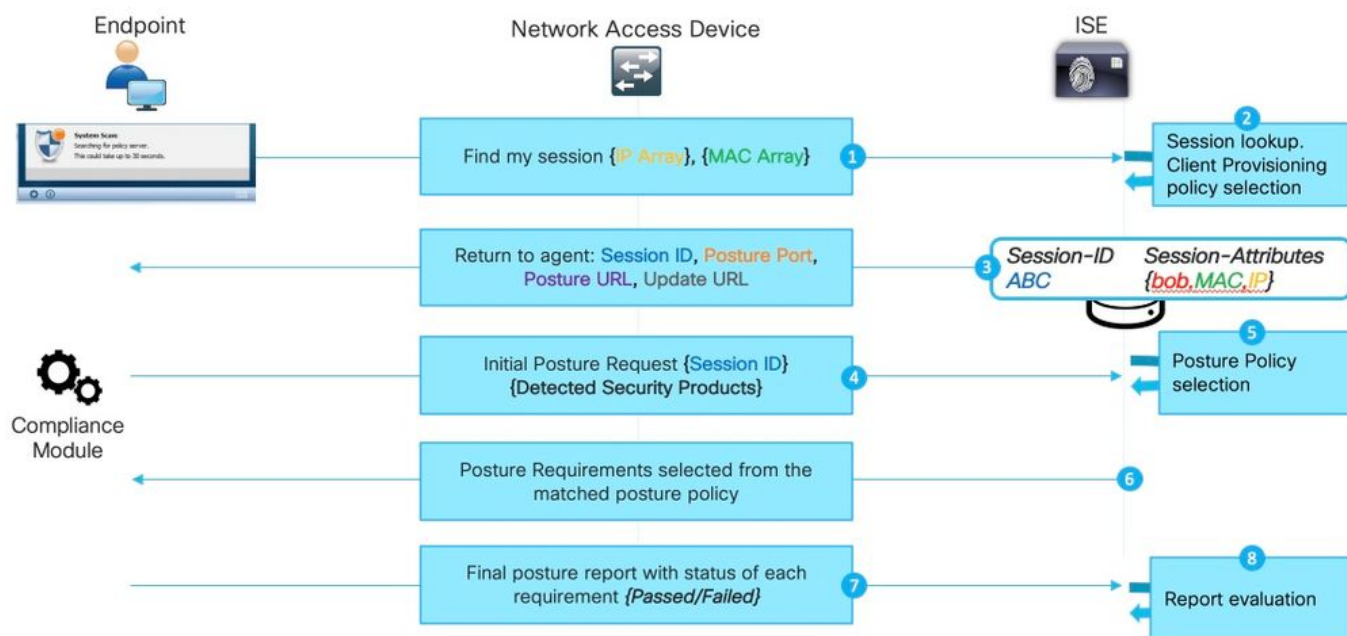 Endpoint
Network Access Device
ISE
System Scan:
Searching for policy server.
This could take up to 30 seconds.
Find my session {IP Array}, {MAC Array}
1
2
Session lookup.
Client Provisioning
policy selection
Return to agent: Session ID, Posture Port,
Posture URL, Update URL
3
Session-ID Session-Attributes
ABC {bob,MAC,IP}
Compliance
Module
Initial Posture Request {Session ID}
{Detected Security Products}
4
5
Posture Policy
selection
Posture Requirements selected from the
matched posture policy
6
Final posture report with status of each
requirement {Passed/Failed}
7
8
Report evaluation